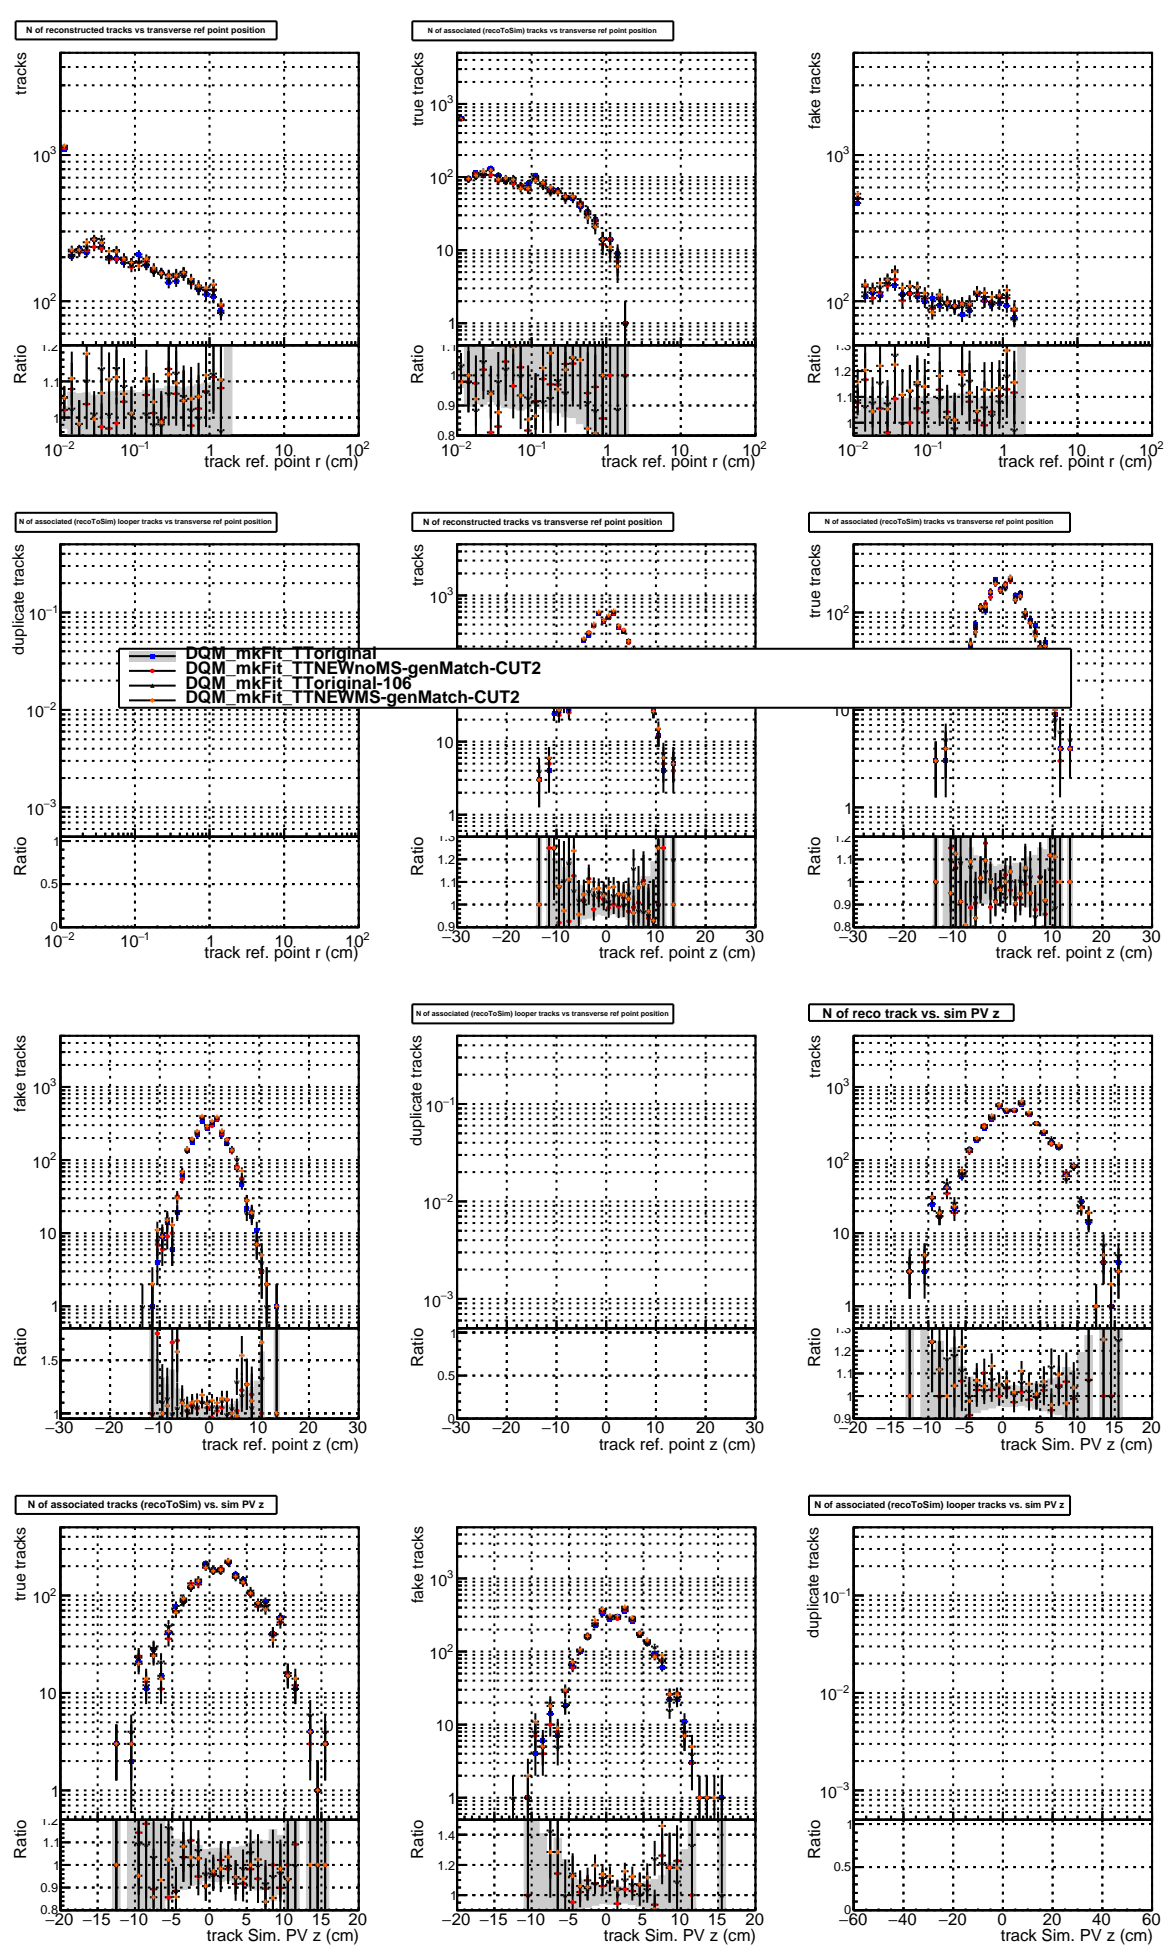 N of reconstructed tracks vs transverse ref point position
tracks
10³
10²
Ratio
1.2
1.1
1
10⁻² 10⁻¹ 1 10 10²
track ref. point r (cm)
N of associated (recoToSim) tracks vs transverse ref point position
true tracks
10³
10²
10
1
Ratio
1.1
1
0.9
0.8
10⁻² 10⁻¹ 1 10 10²
track ref. point r (cm)
fake tracks
10³
10²
Ratio
1.3
1.2
1.1
1
10⁻² 10⁻¹ 1 10 10²
track ref. point r (cm)
N of associated (recoToSim) looper tracks vs transverse ref point position
duplicate tracks
10⁻¹
10⁻²
10⁻³
Ratio
1
0.5
0
10⁻² 10⁻¹ 1 10 10²
track ref. point r (cm)
N of reconstructed tracks vs transverse ref point position
tracks
10³
10
1
Ratio
1.3
1.2
1.1
1
0.9
−30 −20 −10 0 10 20 30
track ref. point z (cm)
N of associated (recoToSim) tracks vs transverse ref point position
true tracks
10²
10
1
Ratio
1.2
1.1
1
0.9
0.8
−30 −20 −10 0 10 20 30
track ref. point z (cm)
DQM_mkFit_TToriginal
DQM_mkFit_TTNEWnoMS-genMatch-CUT2
DQM_mkFit_TToriginal-106
DQM_mkFit_TTNEWMS-genMatch-CUT2
fake tracks
10³
10²
10
1
Ratio
1.5
1
−30 −20 −10 0 10 20 30
track ref. point z (cm)
N of associated (recoToSim) looper tracks vs transverse ref point position
duplicate tracks
10⁻¹
10⁻²
10⁻³
Ratio
1
0.5
0
−30 −20 −10 0 10 20 30
track ref. point z (cm)
N of reco track vs. sim PV z
tracks
10³
10²
10
1
Ratio
1.3
1.2
1.1
1
0.9
−20 −15 −10 −5 0 5 10 15 20
track Sim. PV z (cm)
N of associated tracks (recoToSim) vs. sim PV z
true tracks
10²
10
1
Ratio
1.2
1.1
1
0.9
0.8
−20 −15 −10 −5 0 5 10 15 20
track Sim. PV z (cm)
fake tracks
10³
10²
10
1
Ratio
1.4
1.2
1
−20 −15 −10 −5 0 5 10 15 20
track Sim. PV z (cm)
N of associated (recoToSim) looper tracks vs. sim PV z
duplicate tracks
10⁻¹
10⁻²
10⁻³
Ratio
1
0.5
0
−60 −40 −20 0 20 40 60
track Sim. PV z (cm)